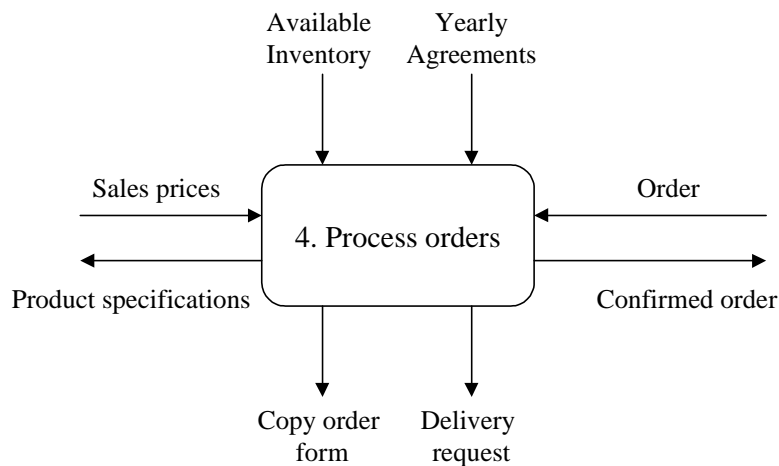 Available
Inventory
Yearly
Agreements
Sales prices
Order
4. Process orders
Product specifications
Confirmed order
Copy order
form
Delivery
request